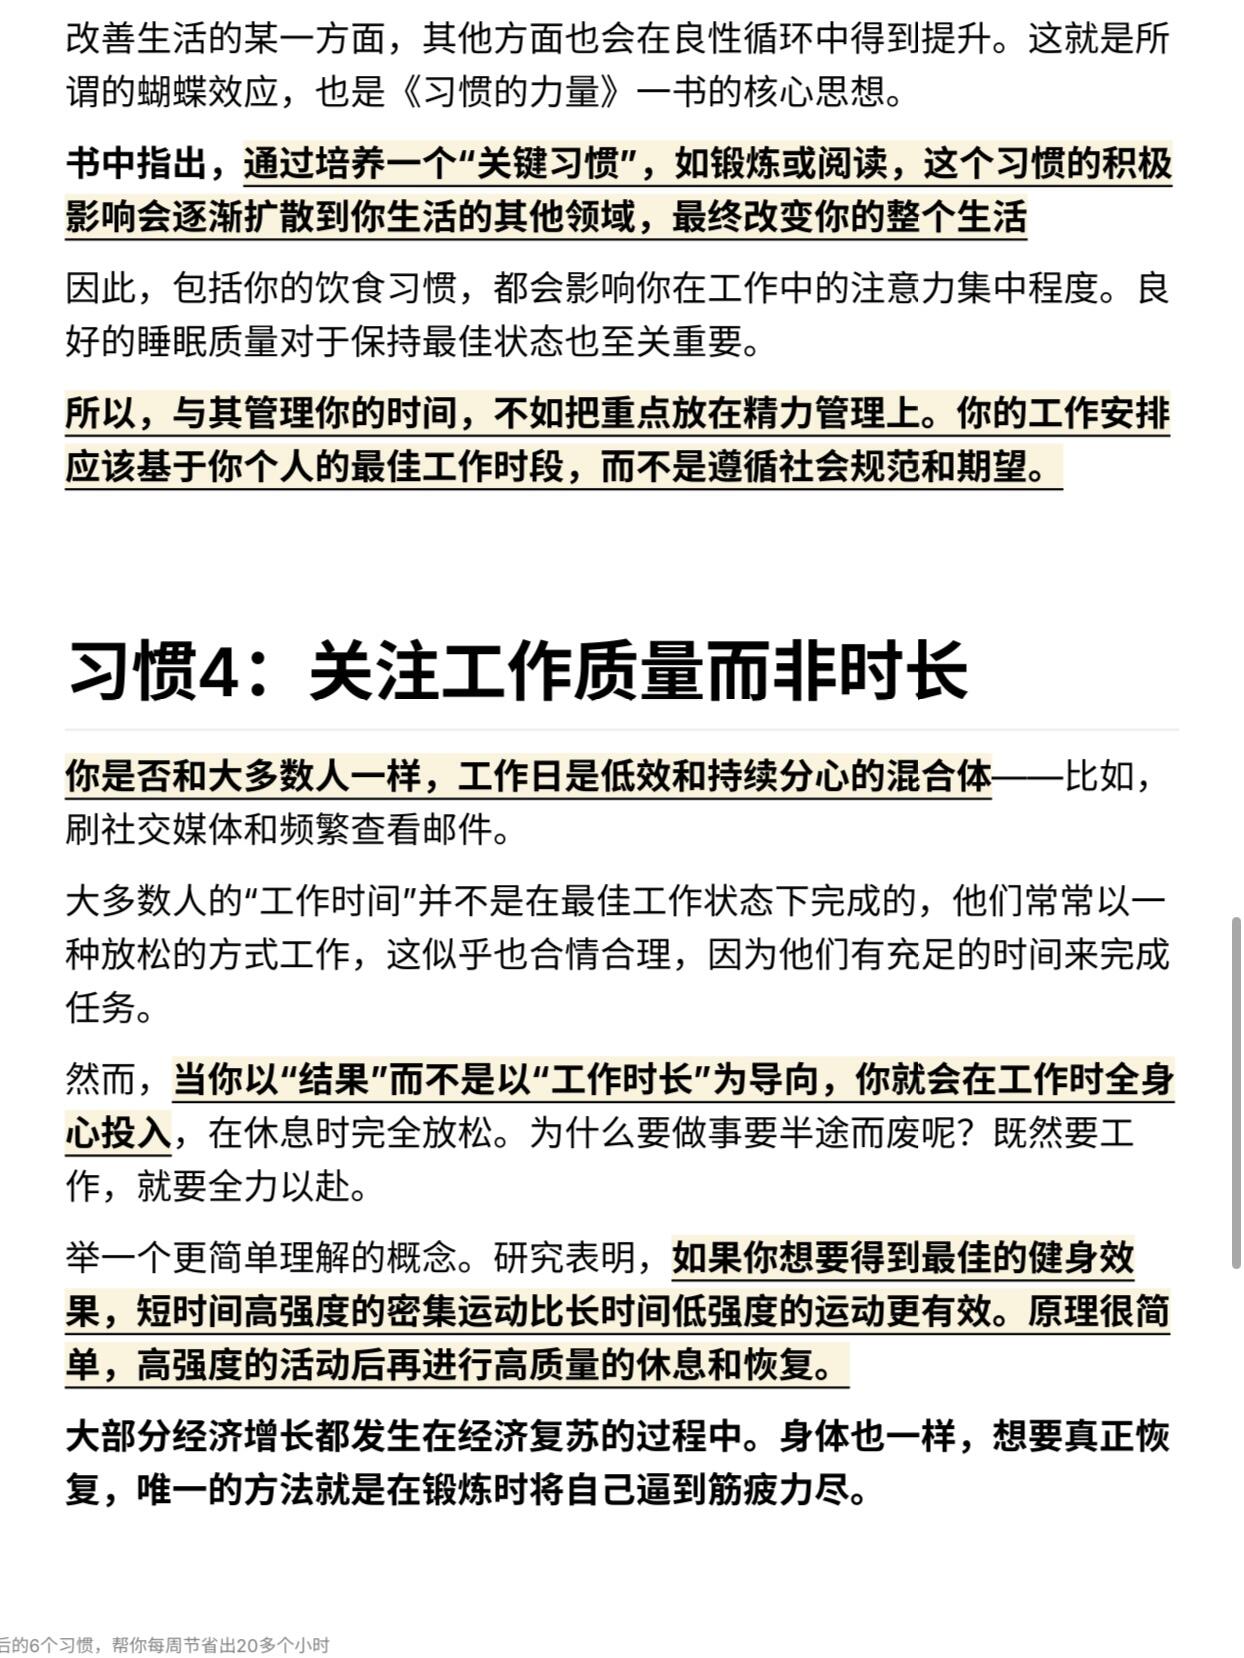 改善生活的某一方面，其他方面也会在良性循环中得到提升。这就是所
谓的蝴蝶效应，也是《习惯的力量》一书的核心思想。
书中指出，通过培养一个“关键习惯”，如锻炼或阅读，这个习惯的积极
影响会逐渐扩散到你生活的其他领域，最终改变你的整个生活
因此，包括你的饮食习惯，都会影响你在工作中的注意力集中程度。良
好的睡眠质量对于保持最佳状态也至关重要。
所以，与其管理你的时间，不如把重点放在精力管理上。你的工作安排
应该基于你个人的最佳工作时段，而不是遵循社会规范和期望。
习惯4：关注工作质量而非时长
你是否和大多数人一样，工作日是低效和持续分心的混合体——比如，
刷社交媒体和频繁查看邮件。
大多数人的“工作时间”并不是在最佳工作状态下完成的，他们常常以一
种放松的方式工作，这似乎也合情合理，因为他们有充足的时间来完成
任务。
然而，当你以“结果”而不是以“工作时长”为导向，你就会在工作时全身
心投入，在休息时完全放松。为什么要做事要半途而废呢？既然要工
作，就要全力以赴。
举一个更简单理解的概念。研究表明，如果你想要得到最佳的健身效
果，短时间高强度的密集运动比长时间低强度的运动更有效。原理很简
单，高强度的活动后再进行高质量的休息和恢复。
大部分经济增长都发生在经济复苏的过程中。身体也一样，想要真正恢
复，唯一的方法就是在锻炼时将自己逼到筋疲力尽。
后的6个习惯，帮你每周节省出20多个小时